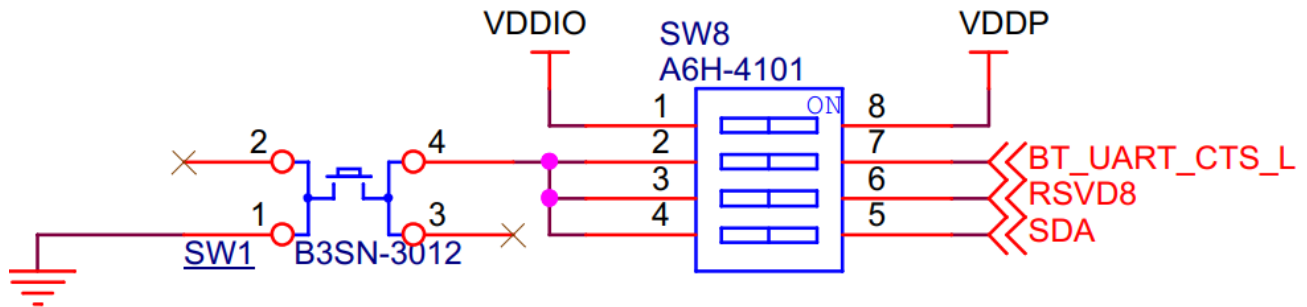 VDDIO
SW8
A6H-4101
VDDP
ON
1
8
2
7
BT_UART_CTS_L
3
6
RSVD8
4
5
SDA
2
4
1
3
SW1
B3SN-3012